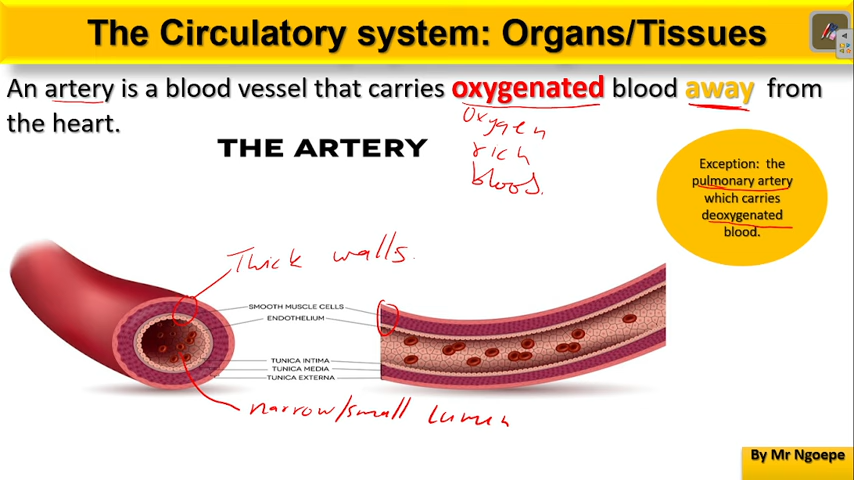 The Circulatory system: Organs/Tissues
An artery is a blood vessel that carries oxygenated blood away from
the heart.
oxygen
rich
blood.
THE ARTERY
Exception: the
pulmonary artery
which carries
deoxygenated
blood.
Thick walls.
SMOOTH MUSCLE CELLS
ENDOTHELIUM
TUNICA INTIMA
TUNICA MEDIA
TUNICA EXTERNA
narrow/small lumen
By Mr Ngoepe